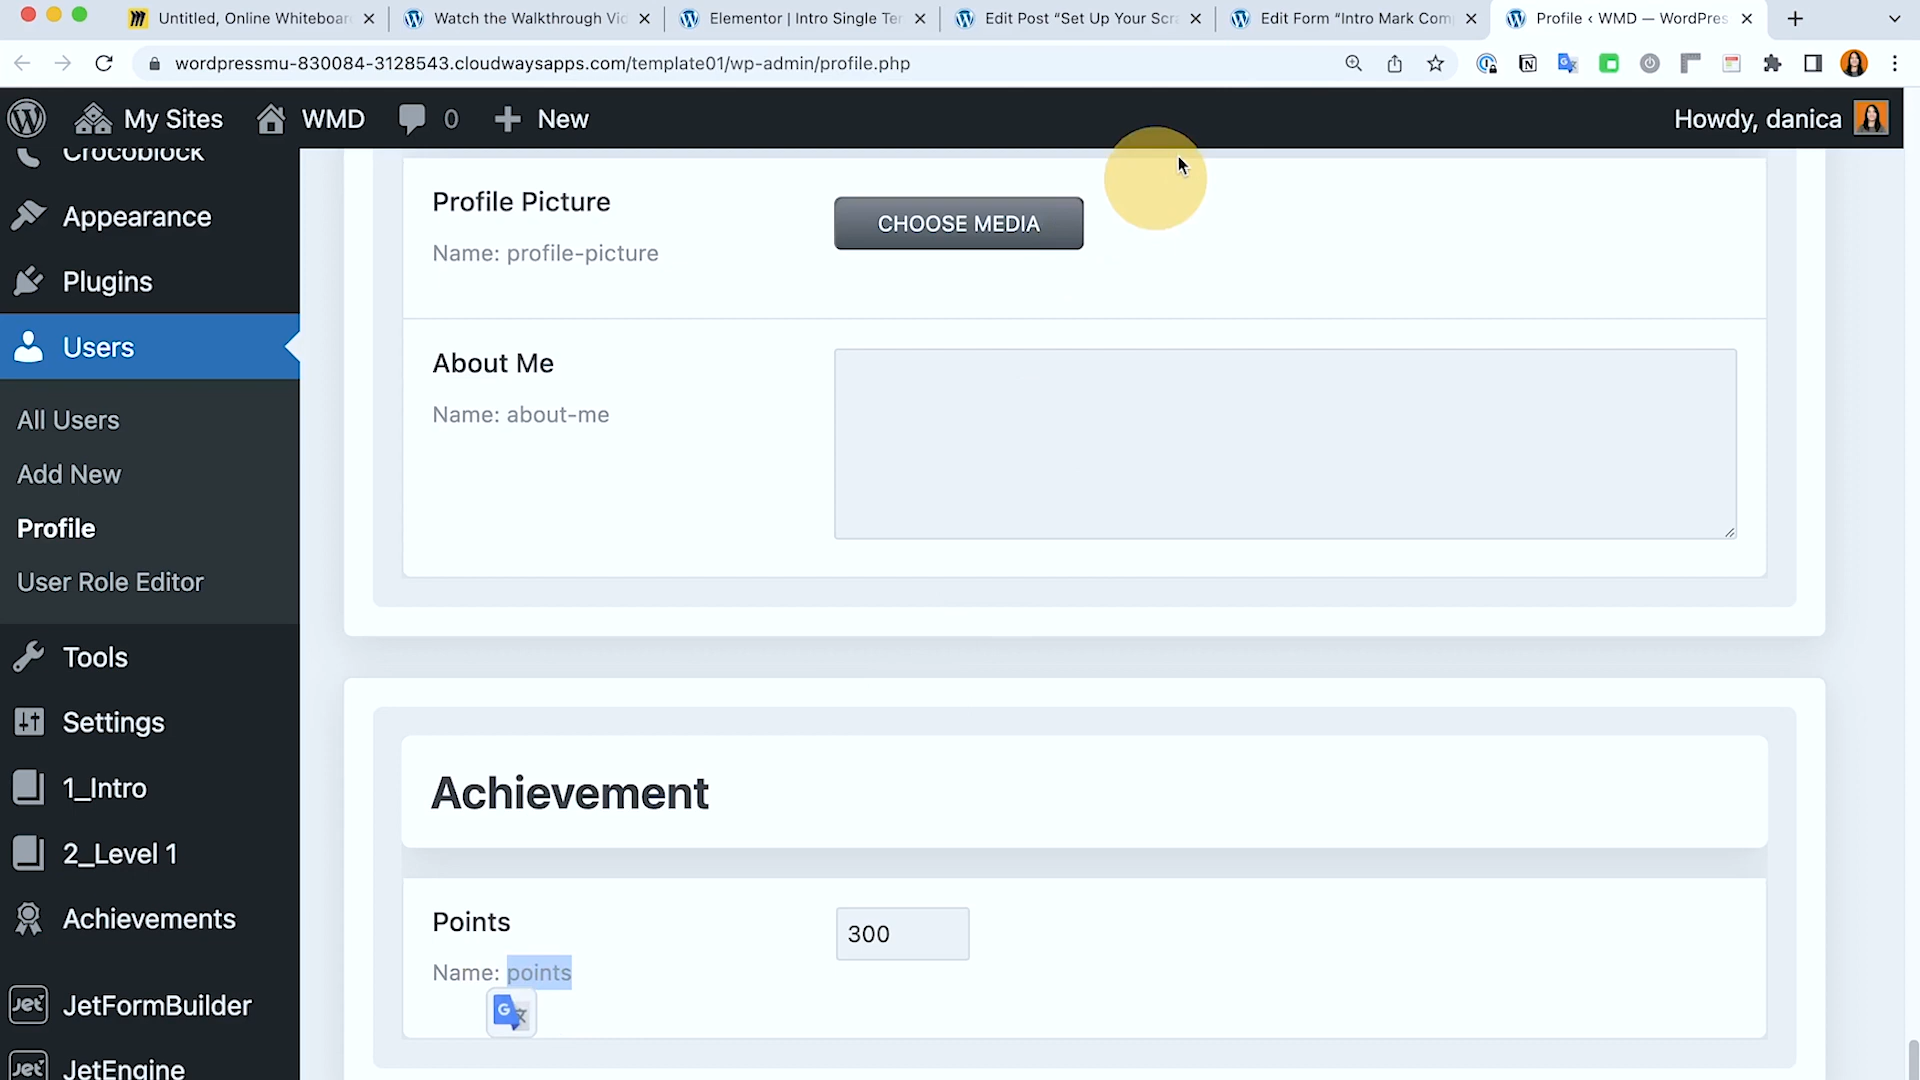 Untitled, Online Whiteboar
Watch the Walkthrough Vid
Elementor | Intro Single Te
Edit Post “Set Up Your Scr
Edit Form “Intro Mark Com
Profile ‹ WMD — WordPres
wordpressmu-830084-3128543.cloudwaysapps.com/template01/wp-admin/profile.php
My Sites
WMD
0
New
Howdy, danica
Crocoblock
Appearance
Plugins
Users
All Users
Add New
Profile
User Role Editor
Tools
Settings
1_Intro
2_Level 1
Achievements
JetFormBuilder
JetEngine
Profile Picture
Name: profile-picture
CHOOSE MEDIA
About Me
Name: about-me
Achievement
Points
Name: points
300